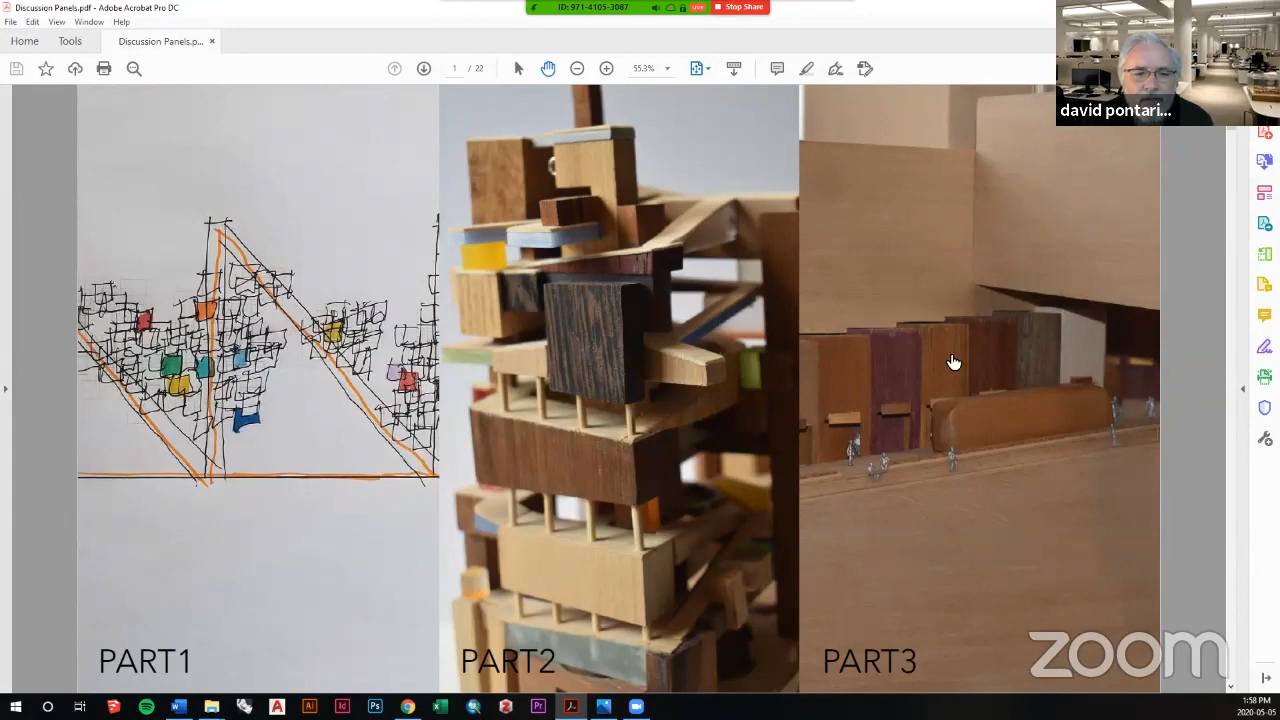 Discussion Panels.pdf - Adobe Acrobat Pro DC
ID: 971-4105-3087
LIVE
Stop Share
File Edit View Window Help
Home Tools Discussion Panels.p... ×
1 / 22
55.3%
david pontari...
PART1
PART2
PART3
zoom
1:58 PM
2020-05-05